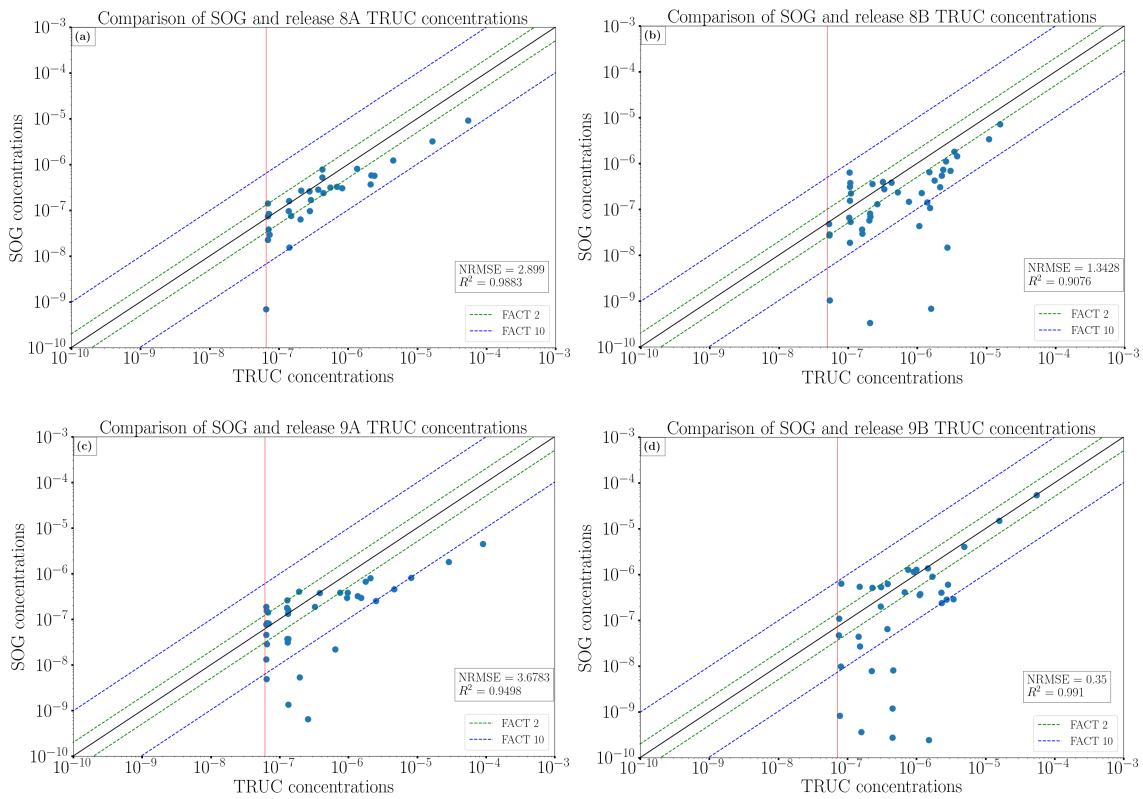 Comparison of SOG and release 8A TRUC concentrations
(a)
SOG concentrations
10⁻³
10⁻⁴
10⁻⁵
10⁻⁶
10⁻⁷
10⁻⁸
10⁻⁹
10⁻¹⁰
NRMSE = 2.899
R² = 0.9883
FACT 2
FACT 10
10⁻¹⁰ 10⁻⁹ 10⁻⁸ 10⁻⁷ 10⁻⁶ 10⁻⁵ 10⁻⁴ 10⁻³
TRUC concentrations
Comparison of SOG and release 8B TRUC concentrations
(b)
SOG concentrations
10⁻³
10⁻⁴
10⁻⁵
10⁻⁶
10⁻⁷
10⁻⁸
10⁻⁹
10⁻¹⁰
NRMSE = 1.3428
R² = 0.9076
FACT 2
FACT 10
10⁻¹⁰ 10⁻⁹ 10⁻⁸ 10⁻⁷ 10⁻⁶ 10⁻⁵ 10⁻⁴ 10⁻³
TRUC concentrations
Comparison of SOG and release 9A TRUC concentrations
(c)
SOG concentrations
10⁻³
10⁻⁴
10⁻⁵
10⁻⁶
10⁻⁷
10⁻⁸
10⁻⁹
10⁻¹⁰
NRMSE = 3.6783
R² = 0.9498
FACT 2
FACT 10
10⁻¹⁰ 10⁻⁹ 10⁻⁸ 10⁻⁷ 10⁻⁶ 10⁻⁵ 10⁻⁴ 10⁻³
TRUC concentrations
Comparison of SOG and release 9B TRUC concentrations
(d)
SOG concentrations
10⁻³
10⁻⁴
10⁻⁵
10⁻⁶
10⁻⁷
10⁻⁸
10⁻⁹
10⁻¹⁰
NRMSE = 0.35
R² = 0.991
FACT 2
FACT 10
10⁻¹⁰ 10⁻⁹ 10⁻⁸ 10⁻⁷ 10⁻⁶ 10⁻⁵ 10⁻⁴ 10⁻³
TRUC concentrations